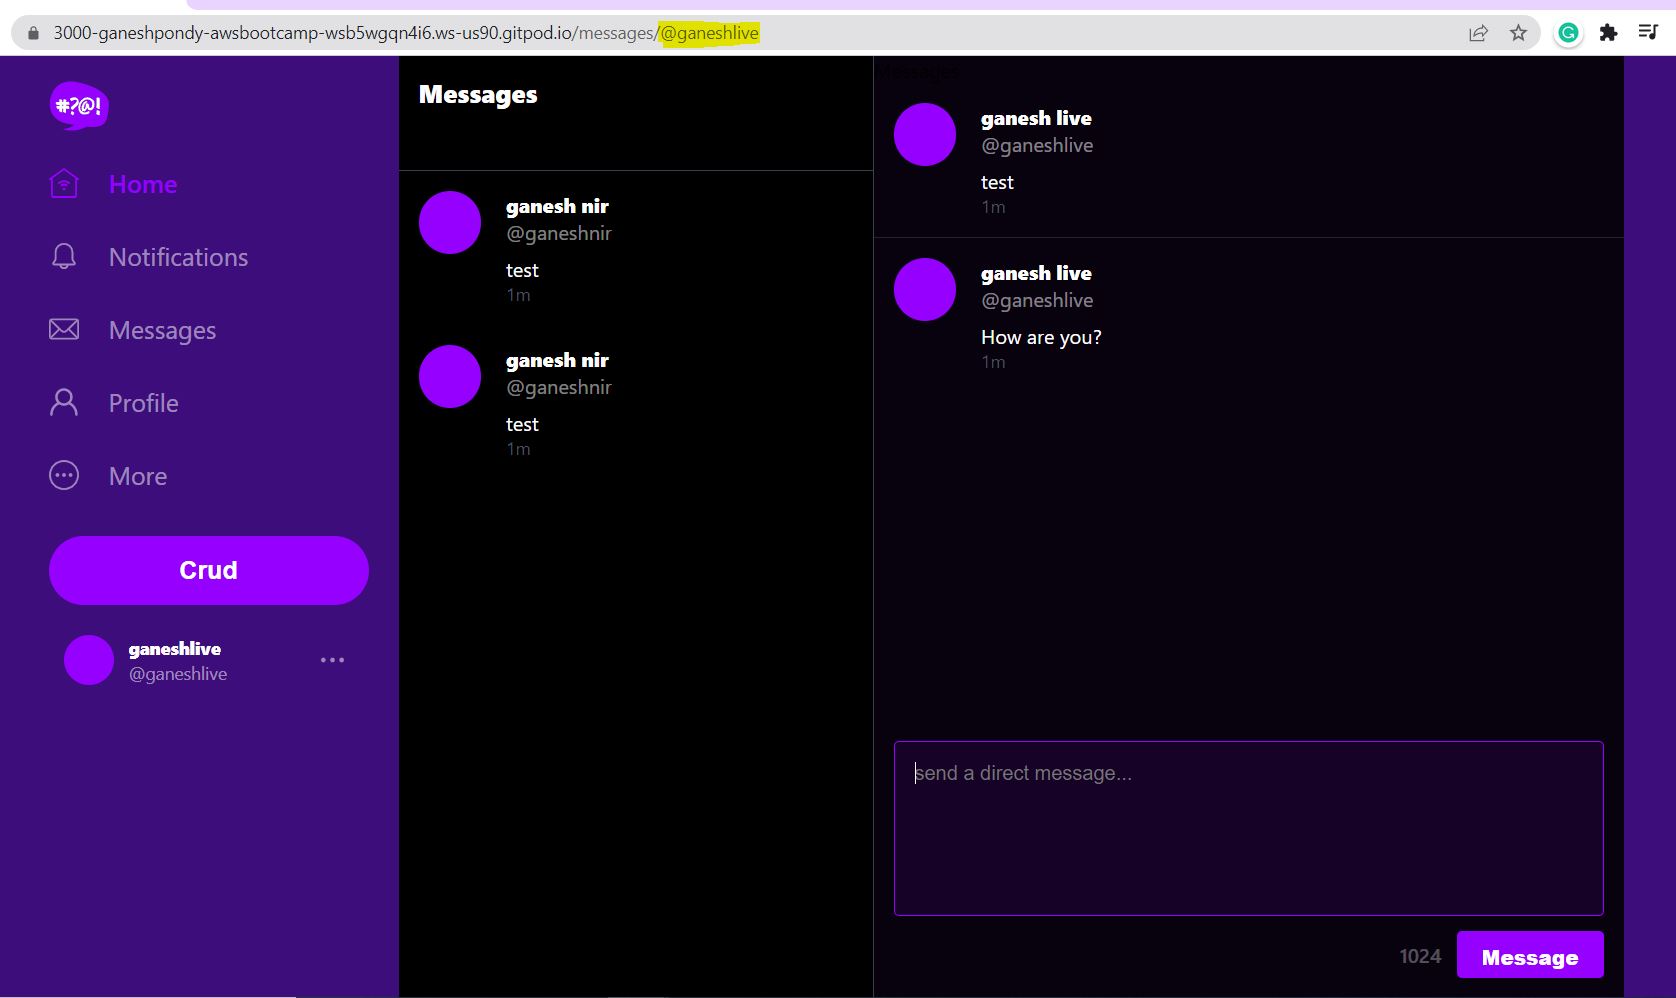 3000-ganeshpondy-awsbootcamp-wsb5wgqn4i6.ws-us90.gitpod.io/messages/@ganeshlive
#?@!
Home
Notifications
Messages
Profile
More
Crud
ganeshlive
@ganeshlive
Messages
ganesh nir
@ganeshnir
test
1m
ganesh nir
@ganeshnir
test
1m
Messages
ganesh live
@ganeshlive
test
1m
ganesh live
@ganeshlive
How are you?
1m
send a direct message...
1024
Message